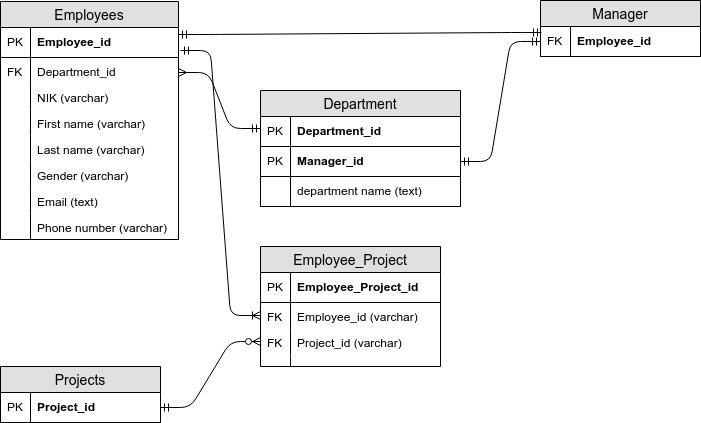 Employees
PK Employee_id
FK Department_id
NIK (varchar)
First name (varchar)
Last name (varchar)
Gender (varchar)
Email (text)
Phone number (varchar)
Manager
FK Employee_id
Department
PK Department_id
PK Manager_id
department name (text)
Employee_Project
PK Employee_Project_id
FK Employee_id (varchar)
FK Project_id (varchar)
Projects
PK Project_id